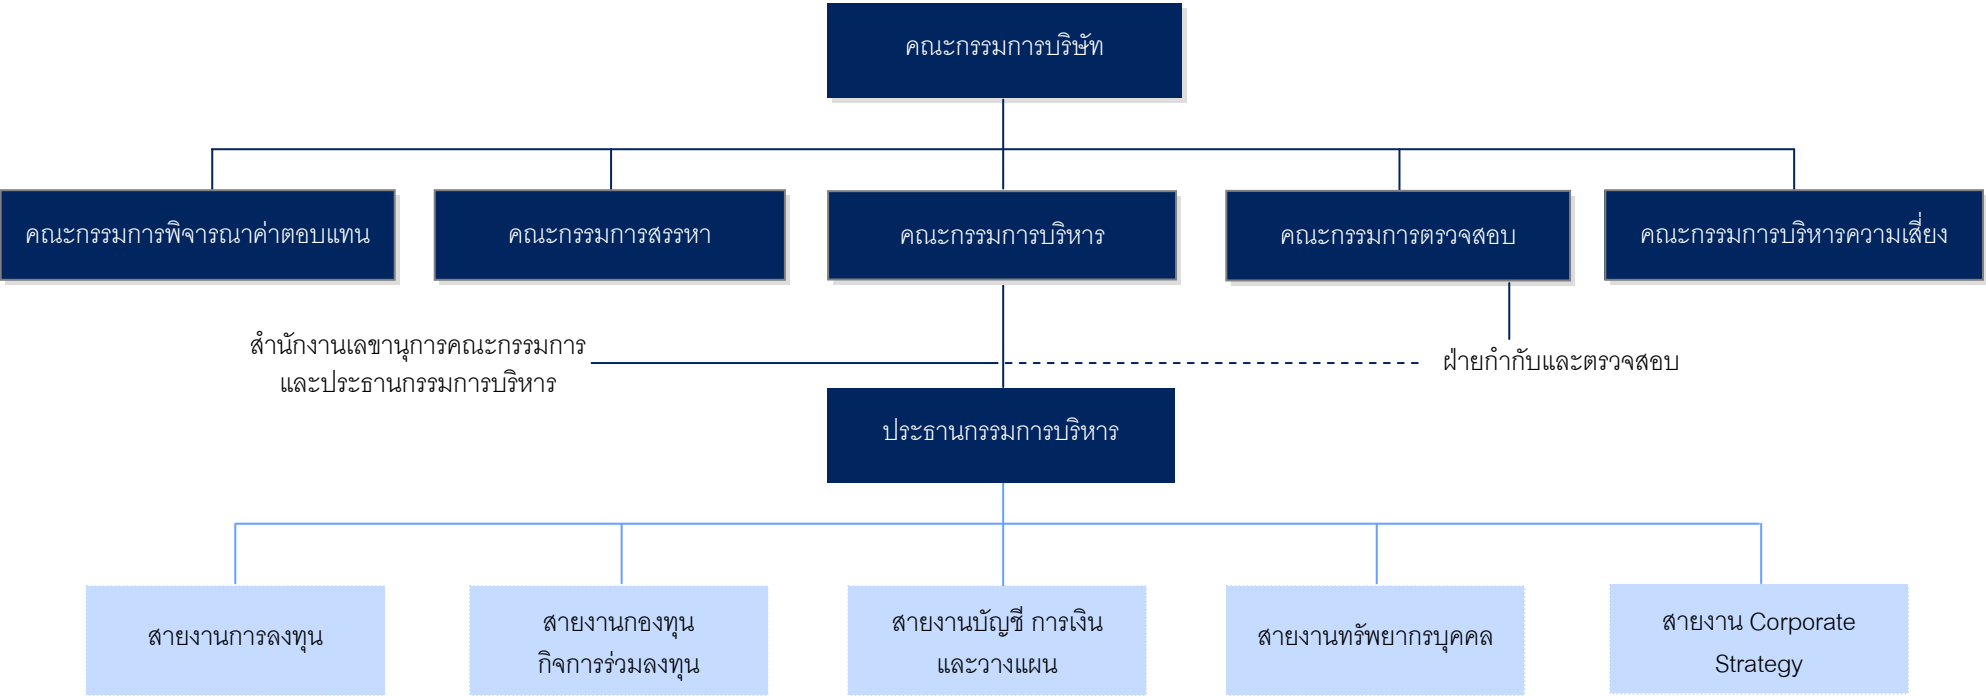 คณะกรรมการบริษัท
คณะกรรมการพิจารณาค่าตอบแทน
คณะกรรมการสรรหา
คณะกรรมการบริหาร
คณะกรรมการตรวจสอบ
คณะกรรมการบริหารความเสี่ยง
สำนักงานเลขานุการคณะกรรมการ
และประธานกรรมการบริหาร
ฝ่ายกำกับและตรวจสอบ
ประธานกรรมการบริหาร
สายงานการลงทุน
สายงานกองทุน
กิจการร่วมลงทุน
สายงานบัญชี การเงิน
และวางแผน
สายงานทรัพยากรบุคคล
สายงาน Corporate
Strategy